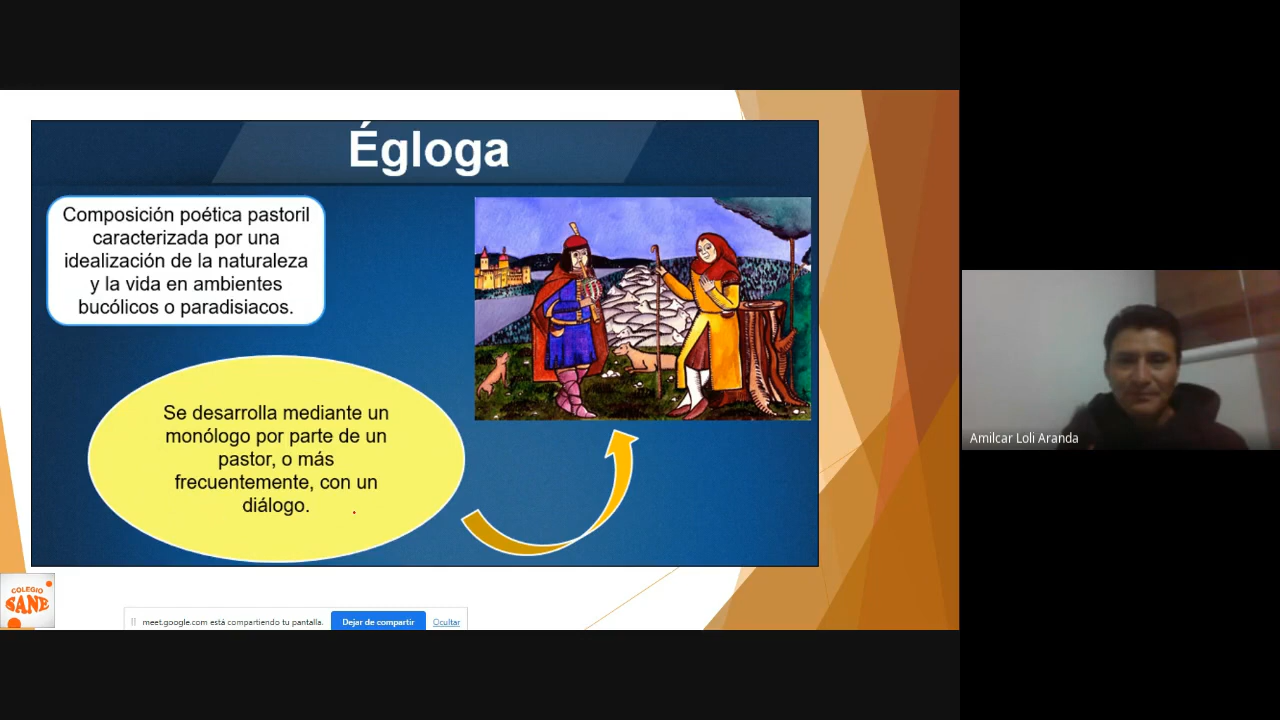 Égloga
Composición poética pastoril
caracterizada por una
idealización de la naturaleza
y la vida en ambientes
bucólicos o paradisiacos.
Se desarrolla mediante un
monólogo por parte de un
pastor, o más
frecuentemente, con un
diálogo.
COLEGIO
SANE
meet.google.com está compartiendo tu pantalla.
Dejar de compartir
Ocultar
Amilcar Loli Aranda